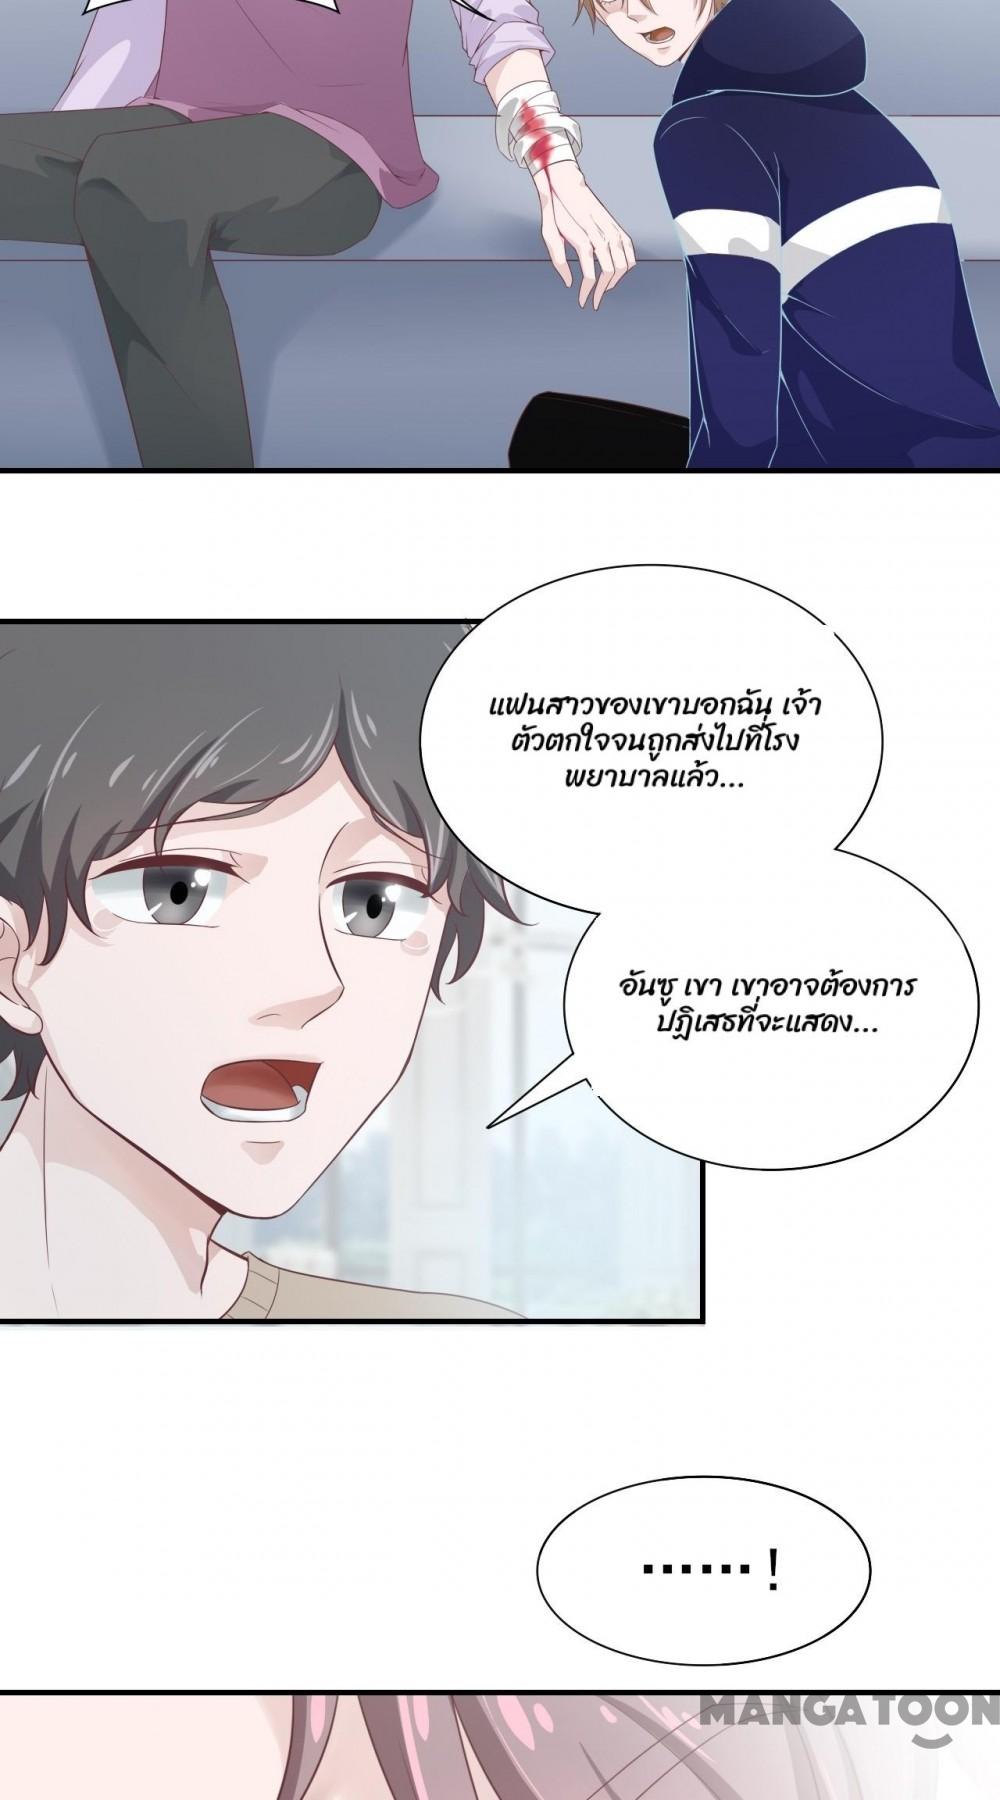 แฟนสาวของเขาบอกฉัน เจ้า
ตัวตกใจจนถูกส่งไปที่โรง
พยาบาลแล้ว...
อันซู เขา เขาอาจต้องการ
ปฏิเสธที่จะแสดง...
......!
MANGATOON